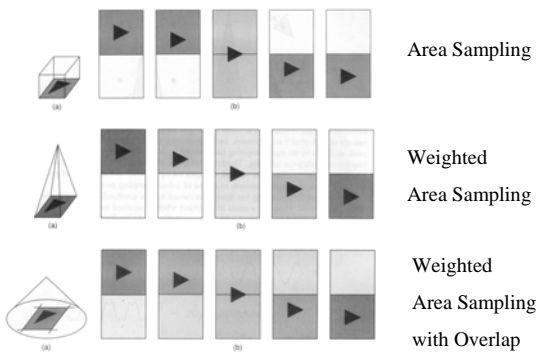 Area Sampling
(a)
(b)
Weighted
Area Sampling
(a)
(b)
Weighted
Area Sampling
with Overlap
(a)
(b)